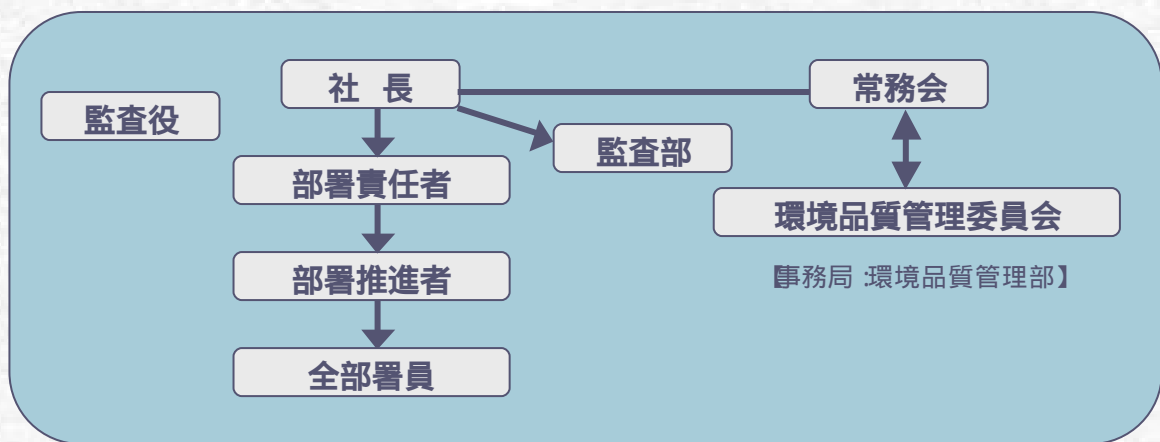 社 長
常務会
監査役
監査部
部署責任者
環境品質管理委員会
部署推進者
【事務局:環境品質管理部】
全部署員